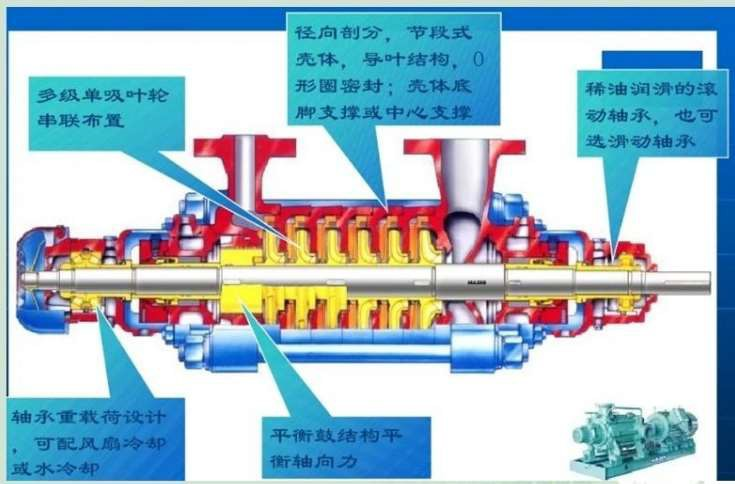 径向剖分，节段式
壳体，导叶结构，O
形圈密封；壳体底
脚支撑或中心支撑
多级单吸叶轮
串联布置
稀油润滑的滚
动轴承，也可
选滑动轴承
轴承重载荷设计
，可配风扇冷却
或水冷却
平衡鼓结构平
衡轴向力